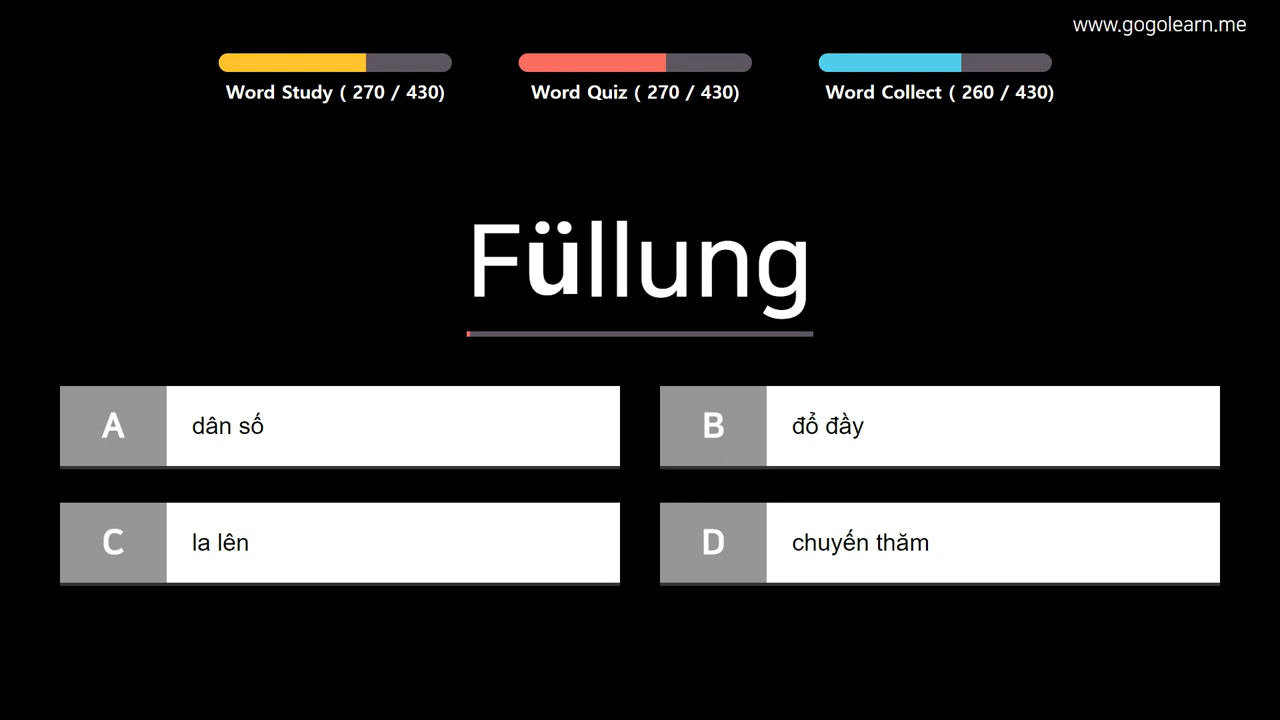 www.gogolearn.me
Word Study ( 270 / 430)
Word Quiz ( 270 / 430)
Word Collect ( 260 / 430)
Füllung
A dân số
B đổ đầy
C la lên
D chuyến thăm